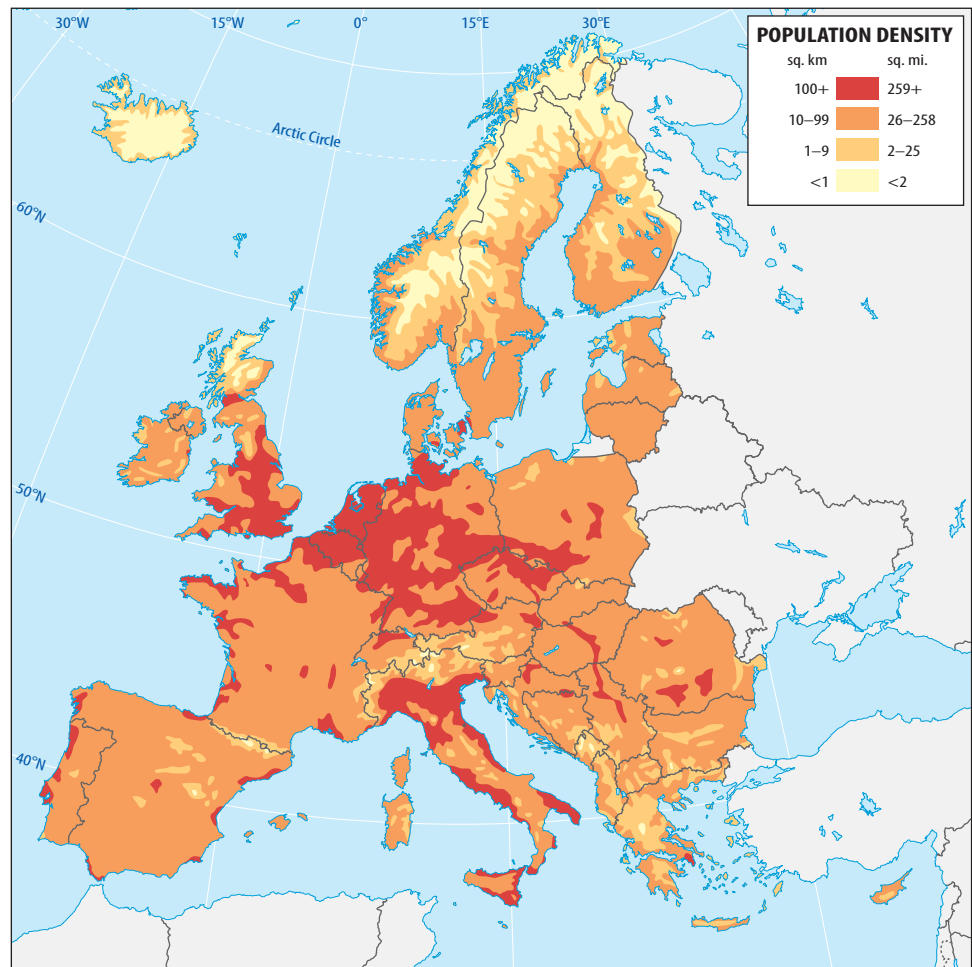 30°W
15°W
0°
15°E
30°E
POPULATION DENSITY
sq. km
sq. mi.
100+
259+
10–99
26–258
1–9
2–25
<1
<2
Arctic Circle
60°N
50°N
40°N